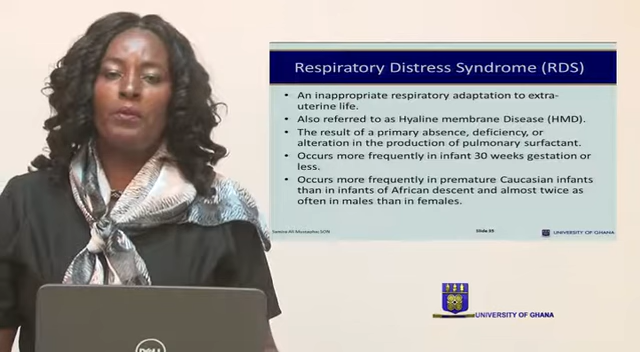 Respiratory Distress Syndrome (RDS)
• An inappropriate respiratory adaptation to extra-
uterine life.
• Also referred to as Hyaline membrane Disease (HMD).
• The result of a primary absence, deficiency, or
alteration in the production of pulmonary surfactant.
• Occurs more frequently in infant 30 weeks gestation or
less.
• Occurs more frequently in premature Caucasian infants
than in infants of African descent and almost twice as
often in males than in females.
Slide 35
UNIVERSITY OF GHANA
UNIVERSITY OF GHANA
DELL